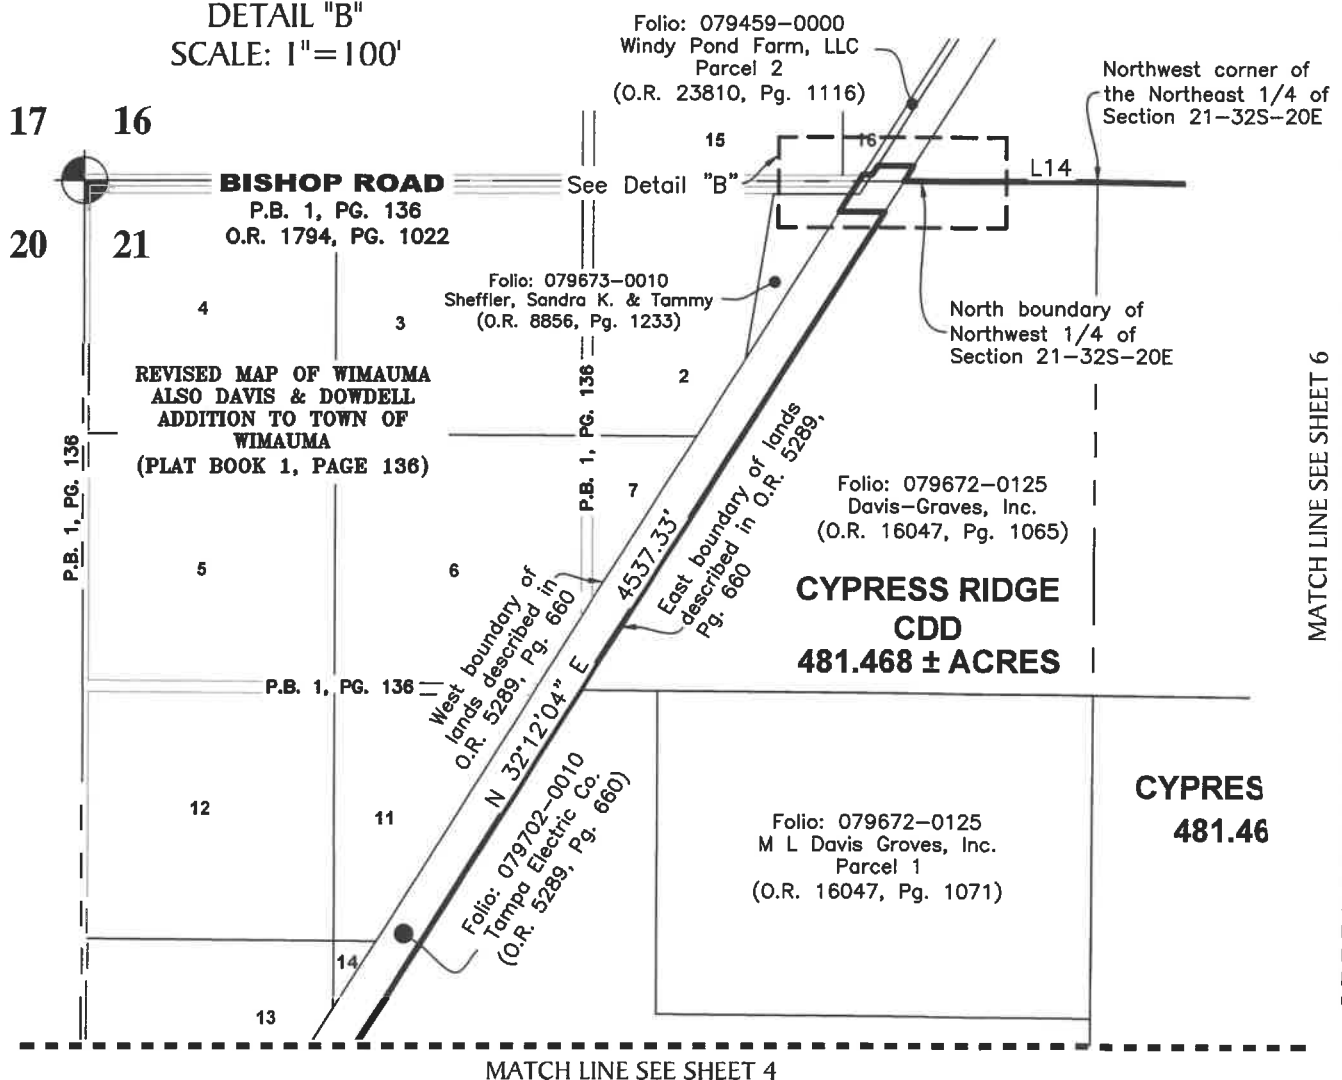 DETAIL "B"
SCALE: 1"=100'
Folio: 079459-0000
Windy Pond Farm, LLC
Parcel 2
(O.R. 23810, Pg. 1116)
Northwest corner of
the Northeast 1/4 of
Section 21-32S-20E
17
16
15
16
BISHOP ROAD
P.B. 1, PG. 136
O.R. 1794, PG. 1022
See Detail "B"
L14
20
21
Folio: 079673-0010
Sheffler, Sandra K. & Tammy
(O.R. 8856, Pg. 1233)
North boundary of
Northwest 1/4 of
Section 21-32S-20E
4
3
2
REVISED MAP OF WIMAUMA
ALSO DAVIS & DOWDELL
ADDITION TO TOWN OF
WIMAUMA
(PLAT BOOK 1, PAGE 136)
P.B. 1, PG. 136
P.B. 1, PG. 136
MATCH LINE SEE SHEET 6
East boundary of lands
described in O.R. 5289,
Pg. 660
4537.33'
N 32°12'04" E
7
Folio: 079672-0125
Davis-Graves, Inc.
(O.R. 16047, Pg. 1065)
5
6
West boundary of
lands described in
O.R. 5289, Pg. 660
CYPRESS RIDGE
CDD
481.468 ± ACRES
P.B. 1, PG. 136
Folio: 079702-0010
Tampa Electric Co.
(O.R. 5289, Pg. 660)
12
11
Folio: 079672-0125
M L Davis Groves, Inc.
Parcel 1
(O.R. 16047, Pg. 1071)
CYPRES
481.46
14
13
MATCH LINE SEE SHEET 4